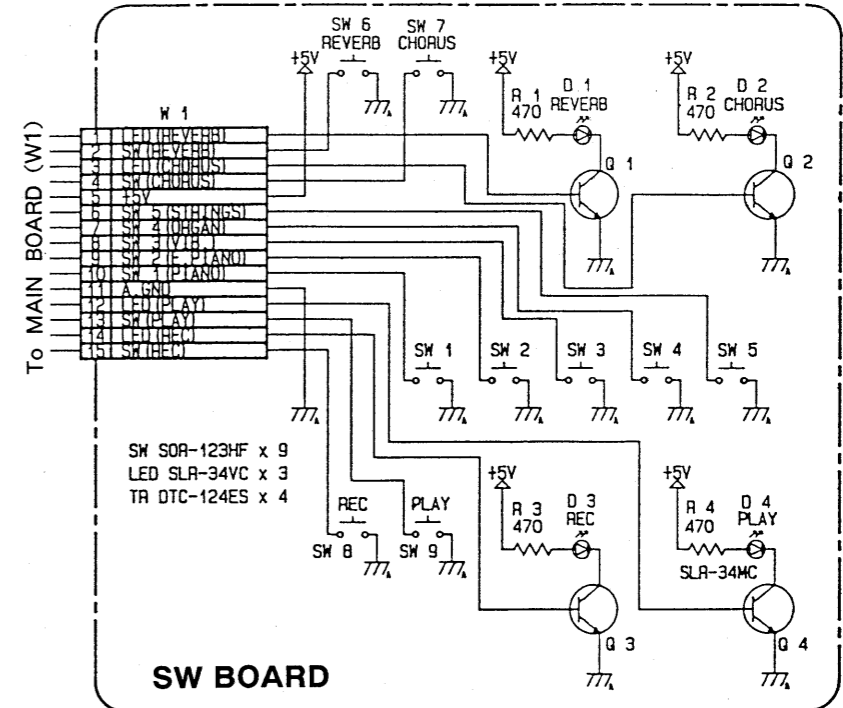 SW 6
REVERB
SW 7
CHORUS
+5V
+5V
+5V
R 1
470
D 1
REVERB
R 2
470
D 2
CHORUS
Q 1
Q 2
W 1
To MAIN BOARD (W1)
1 LED(REVERB)
2 SW(REVERB)
3 LED(CHORUS)
4 SW(CHORUS)
5 +5V
6 SW 5(STRINGS)
7 SW 4(ORGAN)
8 SW 3(VIB.)
9 SW 2(E.PIANO)
10 SW 1(PIANO)
11 A GND
12 LED(PLAY)
13 SW(PLAY)
14 LED(REC)
15 SW(REC)
SW 1
SW 2
SW 3
SW 4
SW 5
SW SOR-123HF x 9
LED SLR-34VC x 3
TR DTC-124ES x 4
REC
SW 8
PLAY
SW 9
+5V
R 3
470
D 3
REC
Q 3
+5V
R 4
470
D 4
PLAY
SLR-34MC
Q 4
SW BOARD